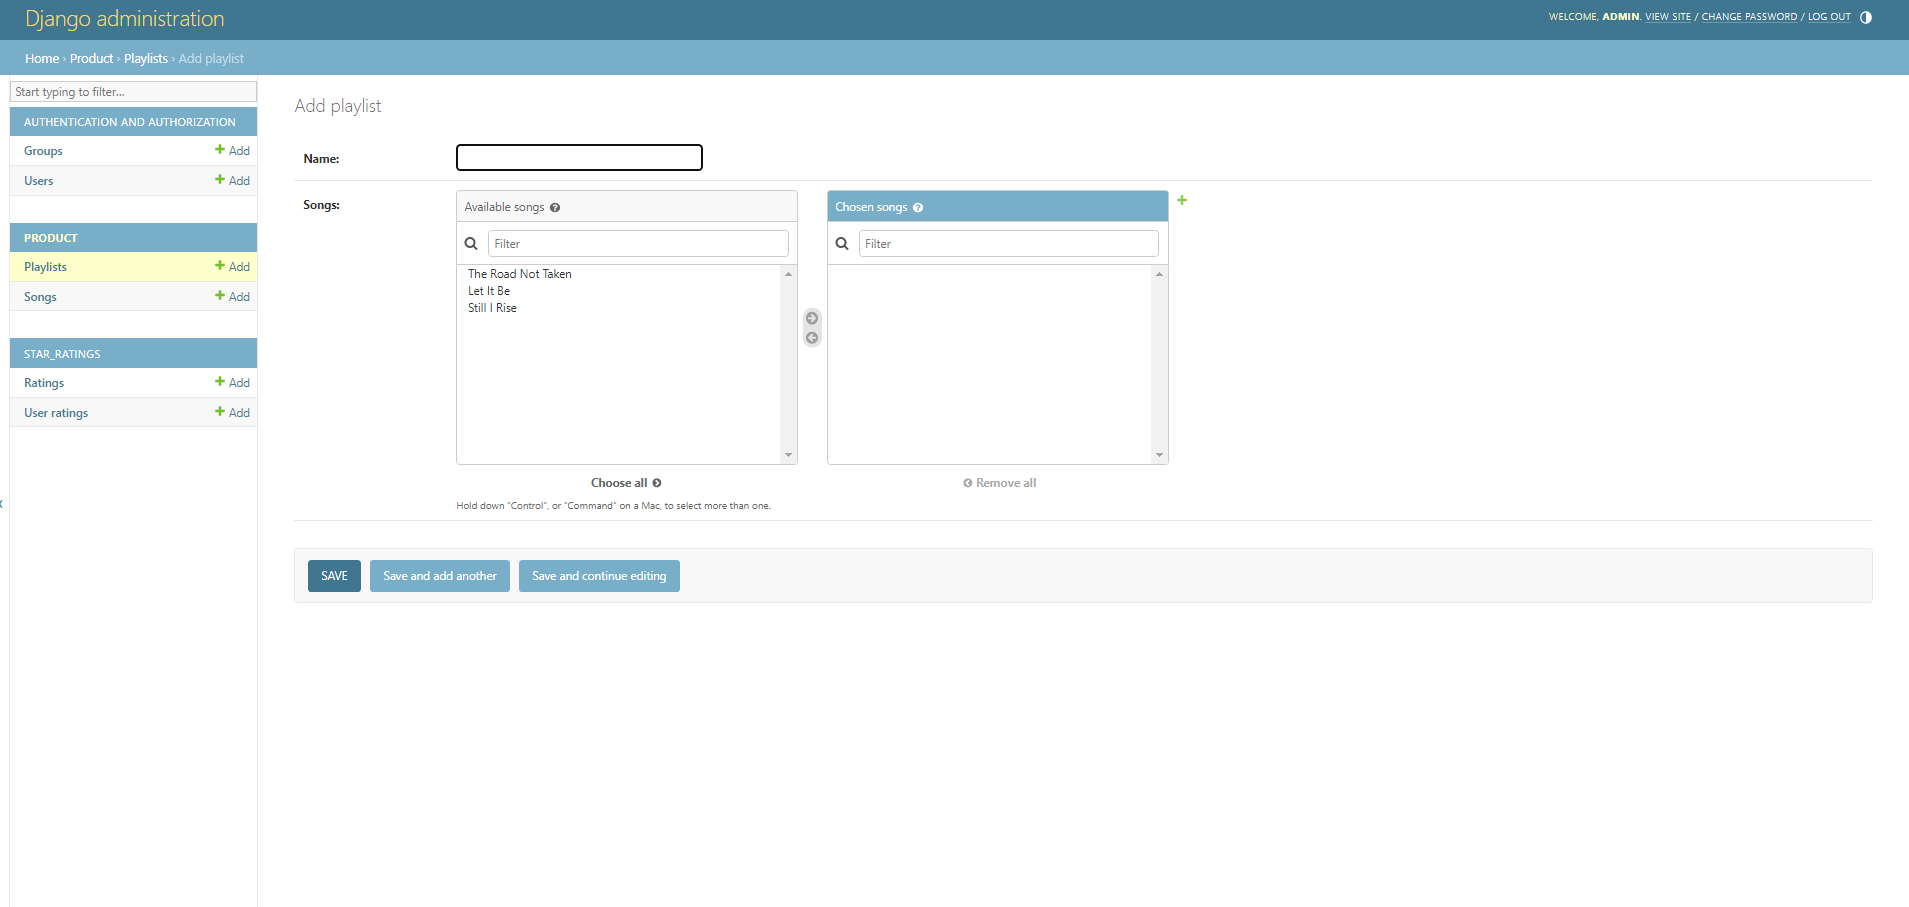 Django administration
WELCOME, ADMIN. VIEW SITE / CHANGE PASSWORD / LOG OUT
Home › Product › Playlists › Add playlist
Start typing to filter...
AUTHENTICATION AND AUTHORIZATION
Groups
Add
Users
Add
PRODUCT
Playlists
Add
Songs
Add
STAR_RATINGS
Ratings
Add
User ratings
Add
Add playlist
Name:
Songs:
Available songs
Filter
The Road Not Taken
Let It Be
Still I Rise
Choose all
Chosen songs
Filter
Remove all
Hold down "Control", or "Command" on a Mac, to select more than one.
SAVE
Save and add another
Save and continue editing